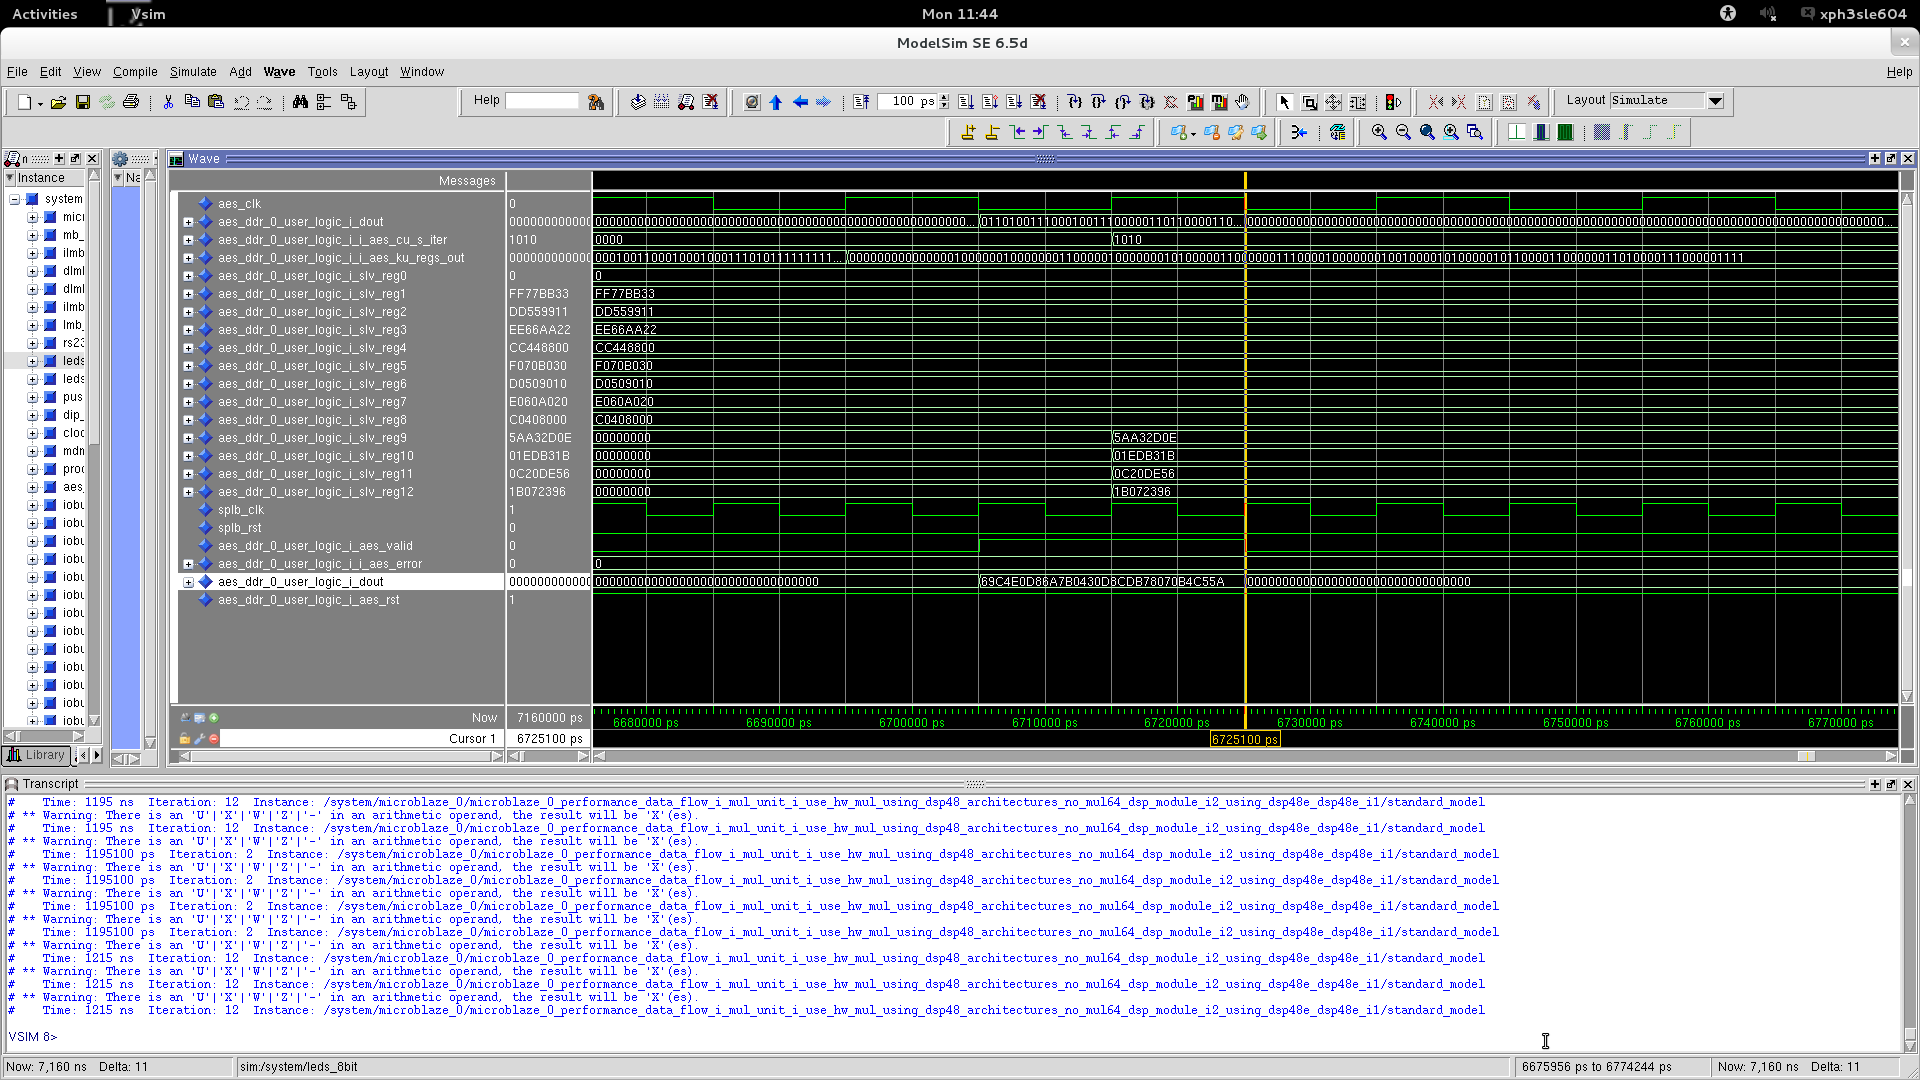 Activities Vsim Mon 11:44 xph3sle604
ModelSim SE 6.5d
File Edit View Compile Simulate Add Wave Tools Layout Window Help
Help 100 ps Layout Simulate
Wave
Instance Na
Messages
system
micr
mb_
ilmb
dlml
dlml
ilmb
lmb_
rs23
leds
leds
pus
dip_
cloc
mdn
proc
aes_
iobu
iobu
iobu
iobu
iobu
iobu
iobu
iobu
iobu
iobu
iobu
iobu
iobu
Library
aes_clk 0
aes_ddr_0_user_logic_i_dout
aes_ddr_0_user_logic_i_i_aes_cu_s_iter 1010 0000 1010
aes_ddr_0_user_logic_i_i_aes_ku_regs_out
aes_ddr_0_user_logic_i_slv_reg0 0 0
aes_ddr_0_user_logic_i_slv_reg1 FF77BB33 FF77BB33
aes_ddr_0_user_logic_i_slv_reg2 DD559911 DD559911
aes_ddr_0_user_logic_i_slv_reg3 EE66AA22 EE66AA22
aes_ddr_0_user_logic_i_slv_reg4 CC448800 CC448800
aes_ddr_0_user_logic_i_slv_reg5 F070B030 F070B030
aes_ddr_0_user_logic_i_slv_reg6 D0509010 D0509010
aes_ddr_0_user_logic_i_slv_reg7 E060A020 E060A020
aes_ddr_0_user_logic_i_slv_reg8 C0408000 C0408000
aes_ddr_0_user_logic_i_slv_reg9 5AA32D0E 00000000 5AA32D0E
aes_ddr_0_user_logic_i_slv_reg10 01EDB31B 00000000 01EDB31B
aes_ddr_0_user_logic_i_slv_reg11 0C20DE56 00000000 0C20DE56
aes_ddr_0_user_logic_i_slv_reg12 1B072396 00000000 1B072396
splb_clk 1
splb_rst 0
aes_ddr_0_user_logic_i_aes_valid 0
aes_ddr_0_user_logic_i_i_aes_error 0 0
aes_ddr_0_user_logic_i_dout 000000000000 00000000000000000000000000000000 69C4E0D86A7B0430D8CDB78070B4C55A 00000000000000000000000000000000
aes_ddr_0_user_logic_i_aes_rst 1
Now 7160000 ps 6680000 ps 6690000 ps 6700000 ps 6710000 ps 6720000 ps 6730000 ps 6740000 ps 6750000 ps 6760000 ps 6770000 ps
Cursor 1 6725100 ps 6725100 ps
Transcript
# Time: 1195 ns Iteration: 12 Instance: /system/microblaze_0/microblaze_0_performance_data_flow_i_mul_unit_i_use_hw_mul_using_dsp48_architectures_no_mul64_dsp_module_i2_using_dsp48e_dsp48e_i1/standard_model
# ** Warning: There is an 'U'|'X'|'W'|'Z'|'-' in an arithmetic operand, the result will be 'X'(es).
# Time: 1195 ns Iteration: 12 Instance: /system/microblaze_0/microblaze_0_performance_data_flow_i_mul_unit_i_use_hw_mul_using_dsp48_architectures_no_mul64_dsp_module_i2_using_dsp48e_dsp48e_i1/standard_model
# ** Warning: There is an 'U'|'X'|'W'|'Z'|'-' in an arithmetic operand, the result will be 'X'(es).
# Time: 1195100 ps Iteration: 2 Instance: /system/microblaze_0/microblaze_0_performance_data_flow_i_mul_unit_i_use_hw_mul_using_dsp48_architectures_no_mul64_dsp_module_i2_using_dsp48e_dsp48e_i1/standard_model
# ** Warning: There is an 'U'|'X'|'W'|'Z'|'-' in an arithmetic operand, the result will be 'X'(es).
# Time: 1195100 ps Iteration: 2 Instance: /system/microblaze_0/microblaze_0_performance_data_flow_i_mul_unit_i_use_hw_mul_using_dsp48_architectures_no_mul64_dsp_module_i2_using_dsp48e_dsp48e_i1/standard_model
# ** Warning: There is an 'U'|'X'|'W'|'Z'|'-' in an arithmetic operand, the result will be 'X'(es).
# Time: 1195100 ps Iteration: 2 Instance: /system/microblaze_0/microblaze_0_performance_data_flow_i_mul_unit_i_use_hw_mul_using_dsp48_architectures_no_mul64_dsp_module_i2_using_dsp48e_dsp48e_i1/standard_model
# ** Warning: There is an 'U'|'X'|'W'|'Z'|'-' in an arithmetic operand, the result will be 'X'(es).
# Time: 1195100 ps Iteration: 2 Instance: /system/microblaze_0/microblaze_0_performance_data_flow_i_mul_unit_i_use_hw_mul_using_dsp48_architectures_no_mul64_dsp_module_i2_using_dsp48e_dsp48e_i1/standard_model
# ** Warning: There is an 'U'|'X'|'W'|'Z'|'-' in an arithmetic operand, the result will be 'X'(es).
# Time: 1215 ns Iteration: 12 Instance: /system/microblaze_0/microblaze_0_performance_data_flow_i_mul_unit_i_use_hw_mul_using_dsp48_architectures_no_mul64_dsp_module_i2_using_dsp48e_dsp48e_i1/standard_model
# ** Warning: There is an 'U'|'X'|'W'|'Z'|'-' in an arithmetic operand, the result will be 'X'(es).
# Time: 1215 ns Iteration: 12 Instance: /system/microblaze_0/microblaze_0_performance_data_flow_i_mul_unit_i_use_hw_mul_using_dsp48_architectures_no_mul64_dsp_module_i2_using_dsp48e_dsp48e_i1/standard_model
# ** Warning: There is an 'U'|'X'|'W'|'Z'|'-' in an arithmetic operand, the result will be 'X'(es).
# Time: 1215 ns Iteration: 12 Instance: /system/microblaze_0/microblaze_0_performance_data_flow_i_mul_unit_i_use_hw_mul_using_dsp48_architectures_no_mul64_dsp_module_i2_using_dsp48e_dsp48e_i1/standard_model
VSIM 8>
Now: 7,160 ns Delta: 11 sim:/system/leds_8bit 6675956 ps to 6774244 ps Now: 7,160 ns Delta: 11